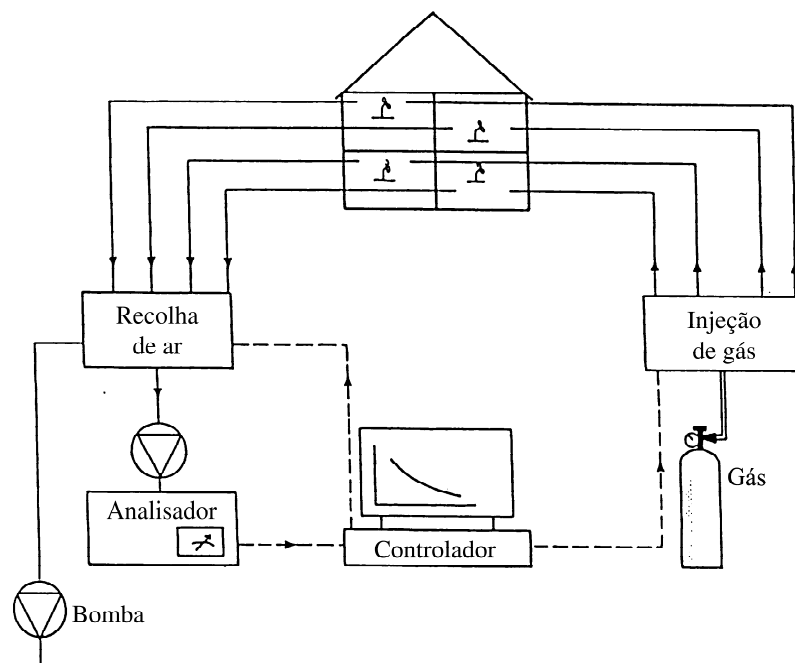 Recolha
de ar
Injeção
de gás
Gás
Analisador
Controlador
Bomba